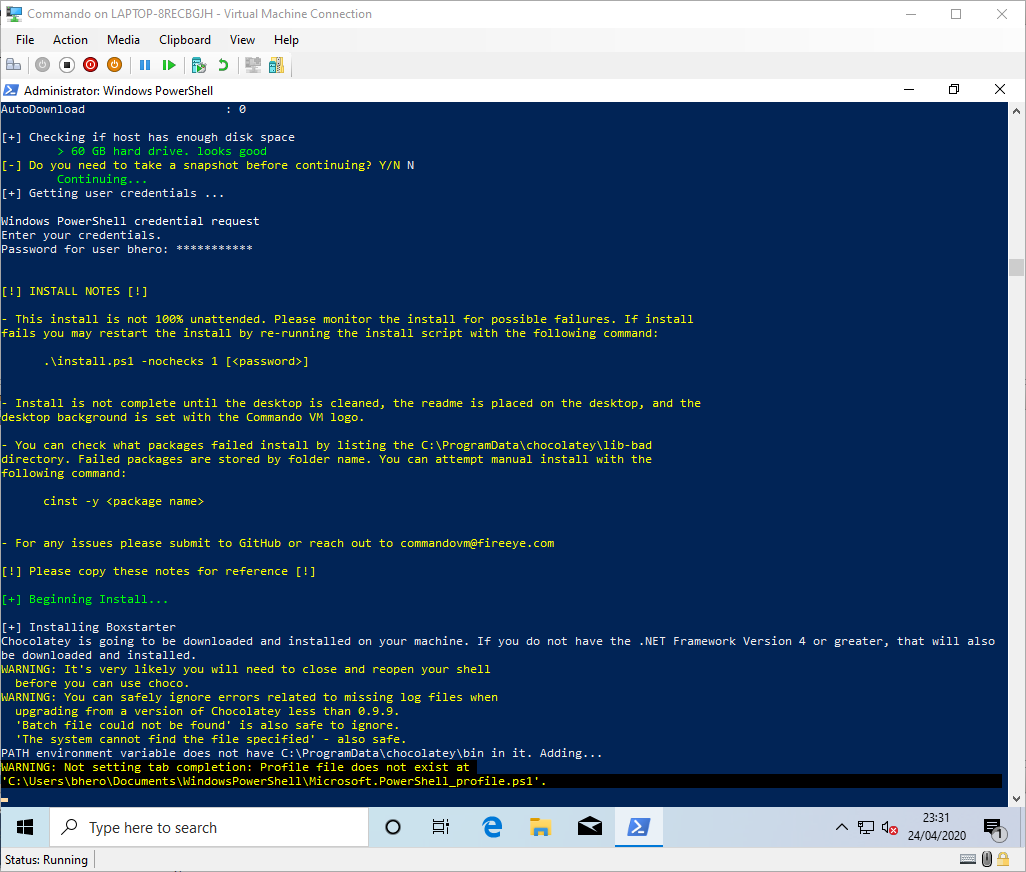 Commando on LAPTOP-8RECBGJH - Virtual Machine Connection
File Action Media Clipboard View Help
Administrator: Windows PowerShell
AutoDownload : 0
[+] Checking if host has enough disk space
> 60 GB hard drive. looks good
[-] Do you need to take a snapshot before continuing? Y/N N
Continuing...
[+] Getting user credentials ...
Windows PowerShell credential request
Enter your credentials.
Password for user bhero: ***********
[!] INSTALL NOTES [!]
- This install is not 100% unattended. Please monitor the install for possible failures. If install
fails you may restart the install by re-running the install script with the following command:
.\install.ps1 -nochecks 1 [<password>]
- Install is not complete until the desktop is cleaned, the readme is placed on the desktop, and the
desktop background is set with the Commando VM logo.
- You can check what packages failed install by listing the C:\ProgramData\chocolatey\lib-bad
directory. Failed packages are stored by folder name. You can attempt manual install with the
following command:
cinst -y <package name>
- For any issues please submit to GitHub or reach out to commandovm@fireeye.com
[!] Please copy these notes for reference [!]
[+] Beginning Install...
[+] Installing Boxstarter
Chocolatey is going to be downloaded and installed on your machine. If you do not have the .NET Framework Version 4 or greater, that will also
be downloaded and installed.
WARNING: It's very likely you will need to close and reopen your shell
before you can use choco.
WARNING: You can safely ignore errors related to missing log files when
upgrading from a version of Chocolatey less than 0.9.9.
'Batch file could not be found' is also safe to ignore.
'The system cannot find the file specified' - also safe.
PATH environment variable does not have C:\ProgramData\chocolatey\bin in it. Adding...
WARNING: Not setting tab completion: Profile file does not exist at
'C:\Users\bhero\Documents\WindowsPowerShell\Microsoft.PowerShell_profile.ps1'.
Type here to search
23:31
24/04/2020
1
Status: Running